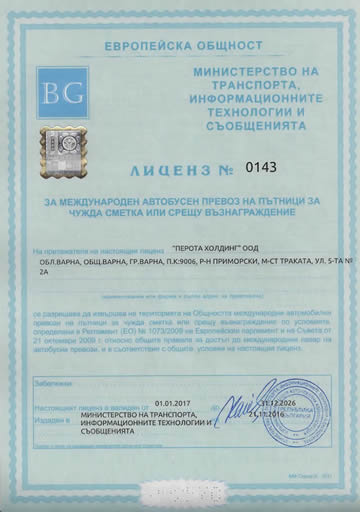 ЕВРОПЕЙСКА ОБЩНОСТ
BG
МИНИСТЕРСТВО НА
ТРАНСПОРТА,
ИНФОРМАЦИОННИТЕ
ТЕХНОЛОГИИ И
СЪОБЩЕНИЯТА
ЛИЦЕНЗ № 0143
ЗА МЕЖДУНАРОДЕН АВТОБУСЕН ПРЕВОЗ НА ПЪТНИЦИ ЗА
ЧУЖДА СМЕТКА ИЛИ СРЕЩУ ВЪЗНАГРАЖДЕНИЕ
На притежателя на настоящия лиценз "ПЕРОТА ХОЛДИНГ" ООД
ОБЛ.ВАРНА, ОБЩ.ВАРНА, ГР.ВАРНА, П.К:9006, Р-Н ПРИМОРСКИ, М-СТ ТРАКАТА, УЛ. 5-ТА №
2А
се разрешава да извършва на територията на Общността международни автомобилни
превози на пътници за чужда сметка или срещу възнаграждение по условията,
определени в Регламент (ЕО) № 1073/2009 на Европейския парламент и на Съвета от
21 октомври 2009 г. относно общите правила за достъп до международния пазар на
автобусни превози, и в съответствие с общите условия на настоящия лиценз.
Забележки:
Настоящият лиценз е валиден от 01.01.2017 до 31.12.2026
Издаден в МИНИСТЕРСТВО НА ТРАНСПОРТА, 21.11.2016
ИНФОРМАЦИОННИТЕ ТЕХНОЛОГИИ И
СЪОБЩЕНИЯТА